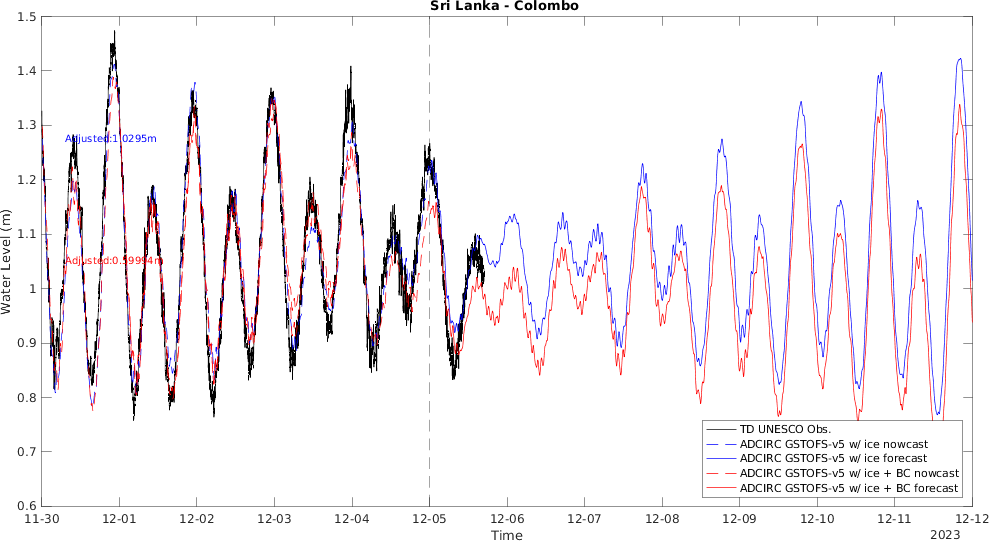 Sri Lanka - Colombo
1.5
1.4
1.3
1.2
1.1
1
0.9
0.8
0.7
0.6
Water Level (m)
Adjusted:1.0295m
Adjusted:0.59994m
TD UNESCO Obs.
ADCIRC GSTOFS-v5 w/ ice nowcast
ADCIRC GSTOFS-v5 w/ ice forecast
ADCIRC GSTOFS-v5 w/ ice + BC nowcast
ADCIRC GSTOFS-v5 w/ ice + BC forecast
11-30 12-01 12-02 12-03 12-04 12-05 12-06 12-07 12-08 12-09 12-10 12-11 12-12
Time
2023